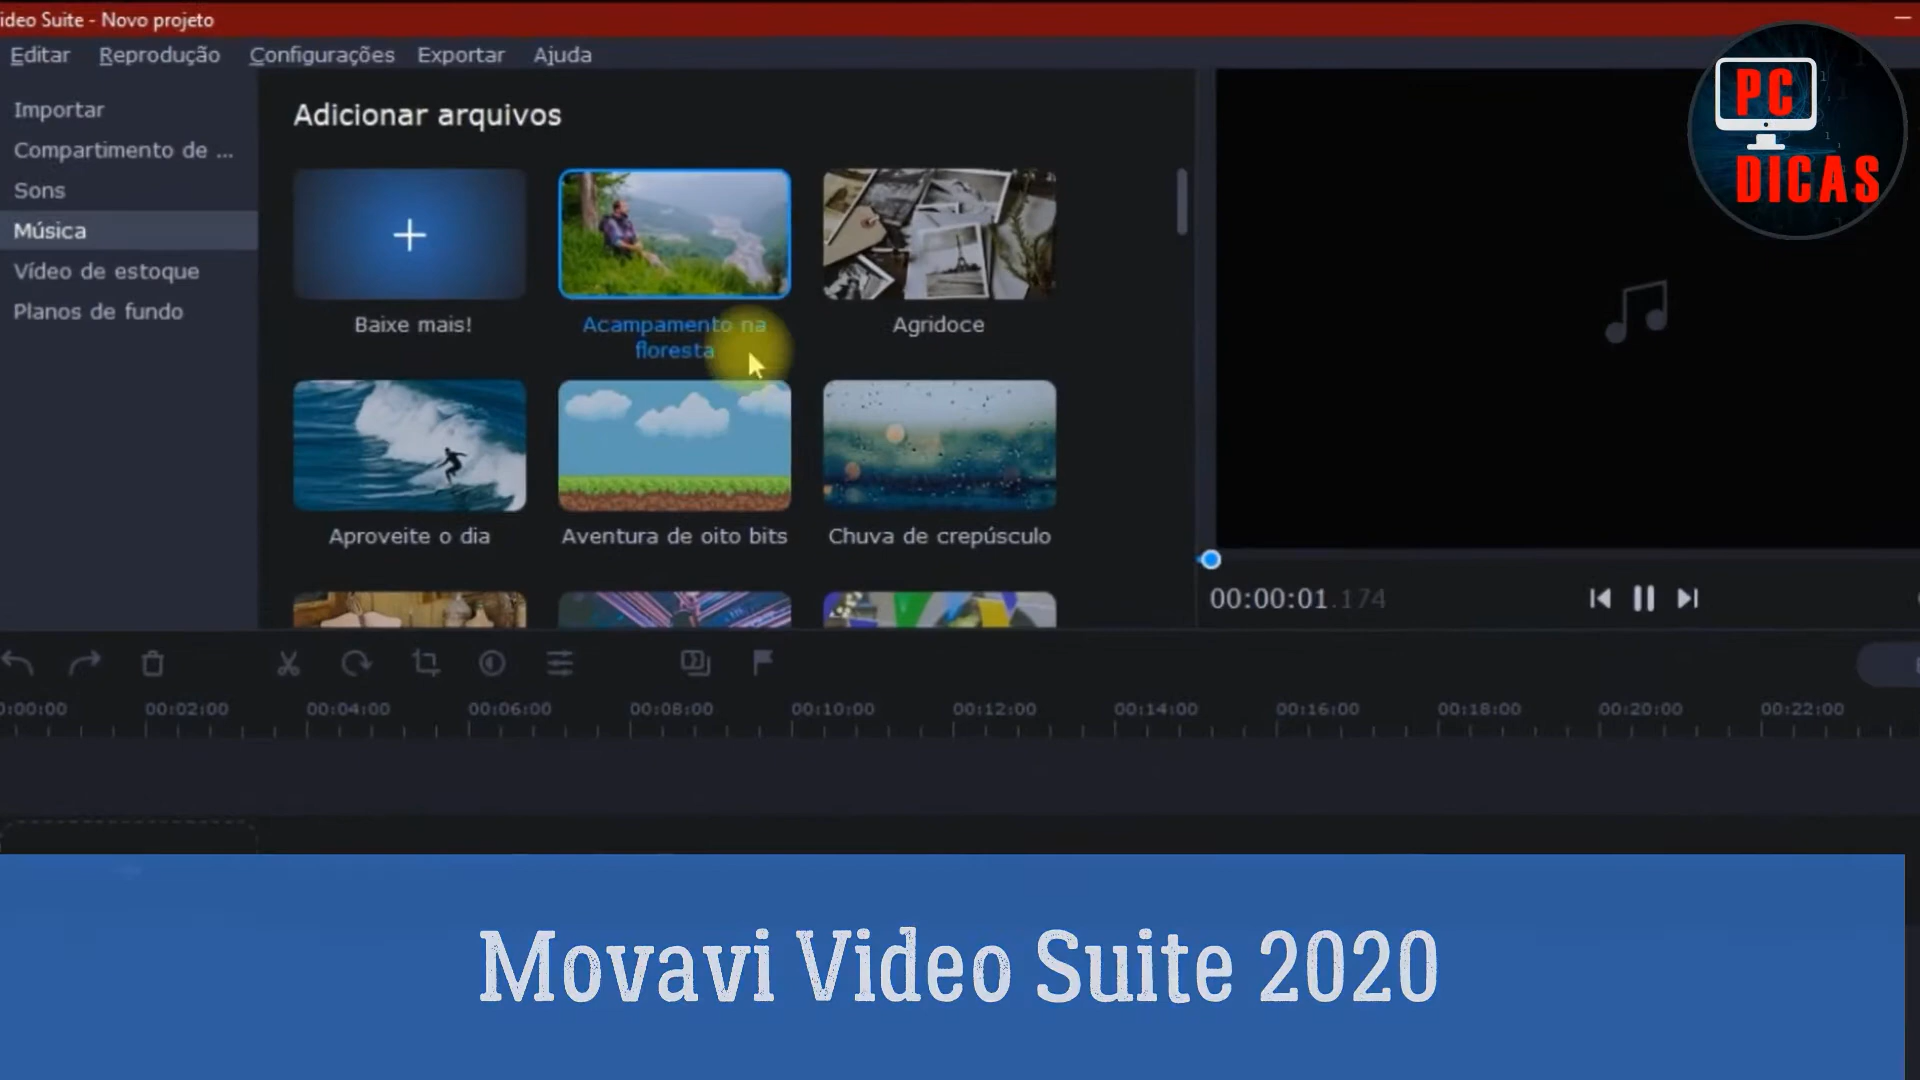 ideo Suite - Novo projeto
Editar Reprodução Configurações Exportar Ajuda
PC
DICAS
Importar
Compartimento de ...
Sons
Música
Vídeo de estoque
Planos de fundo
Adicionar arquivos
Baixe mais!
Acampamento na
floresta
Agridoce
Aproveite o dia
Aventura de oito bits
Chuva de crepúsculo
00:00:01.174
0:00:00 00:02:00 00:04:00 00:06:00 00:08:00 00:10:00 00:12:00 00:14:00 00:16:00 00:18:00 00:20:00 00:22:00
Movavi Video Suite 2020